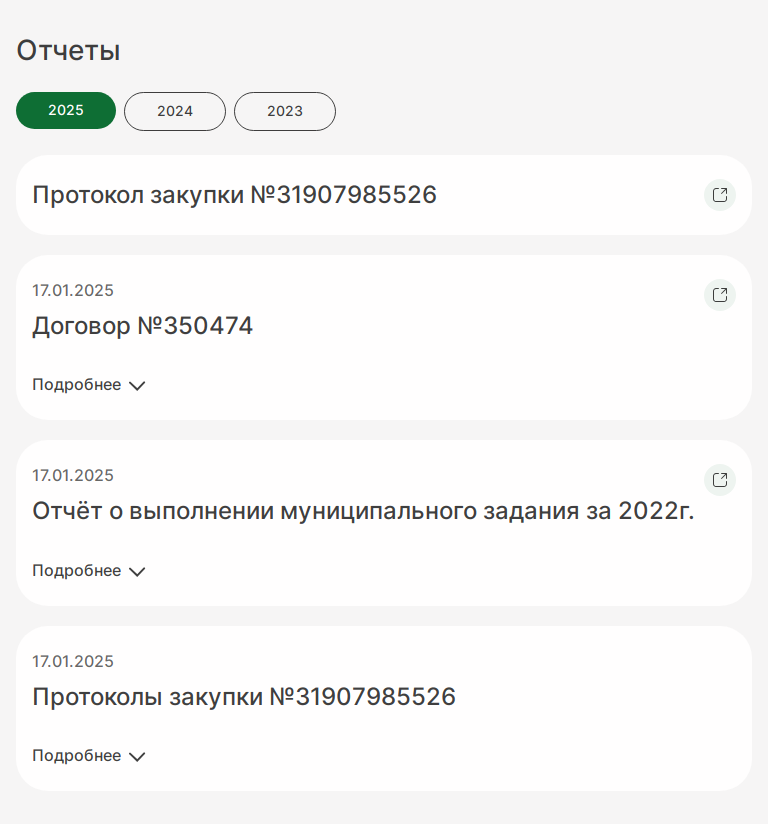 Отчеты
2025 2024 2023
Протокол закупки №31907985526
17.01.2025
Договор №350474
Подробнее
17.01.2025
Отчёт о выполнении муниципального задания за 2022г.
Подробнее
17.01.2025
Протоколы закупки №31907985526
Подробнее